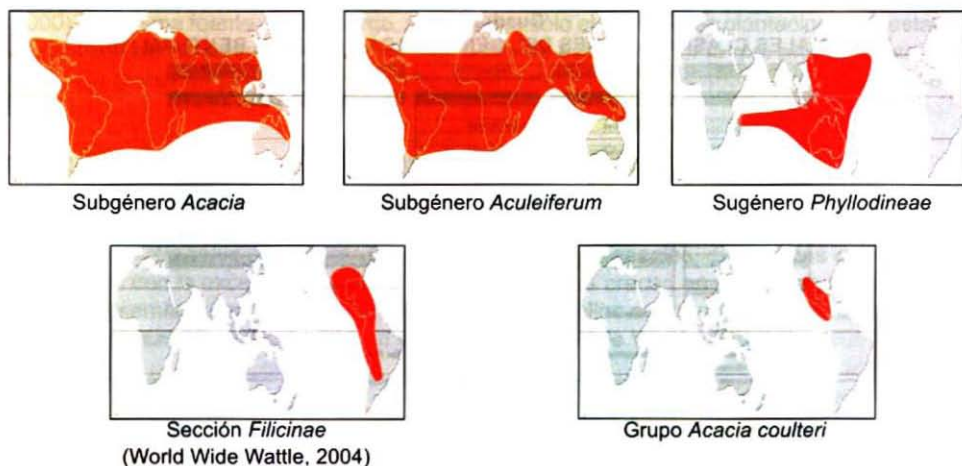 Subgénero Acacia
Subgénero Aculeiferum
Sugénero Phyllodineae
Sección Filicinae
(World Wide Wattle, 2004)
Grupo Acacia coulteri